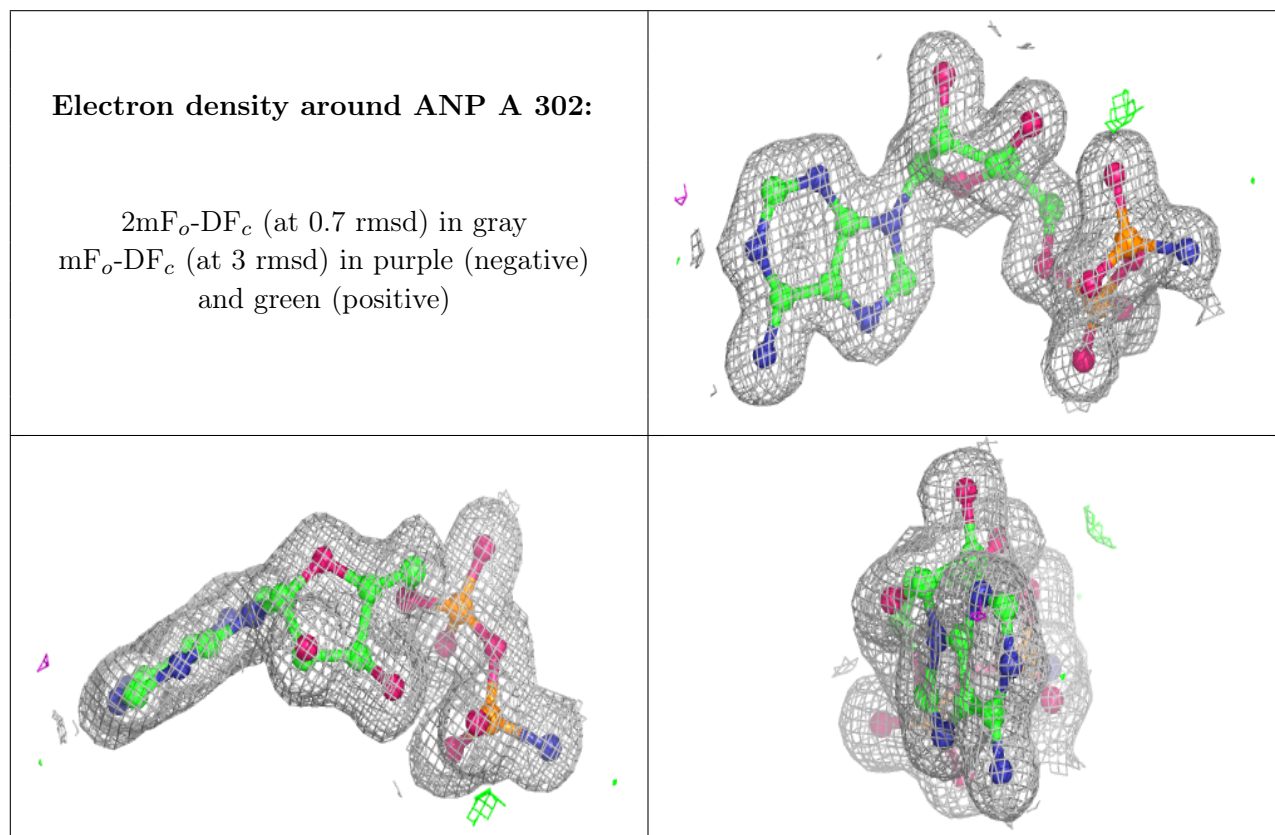 Electron density around ANP A 302:
2mFo-DFc (at 0.7 rmsd) in gray
mFo-DFc (at 3 rmsd) in purple (negative)
and green (positive)